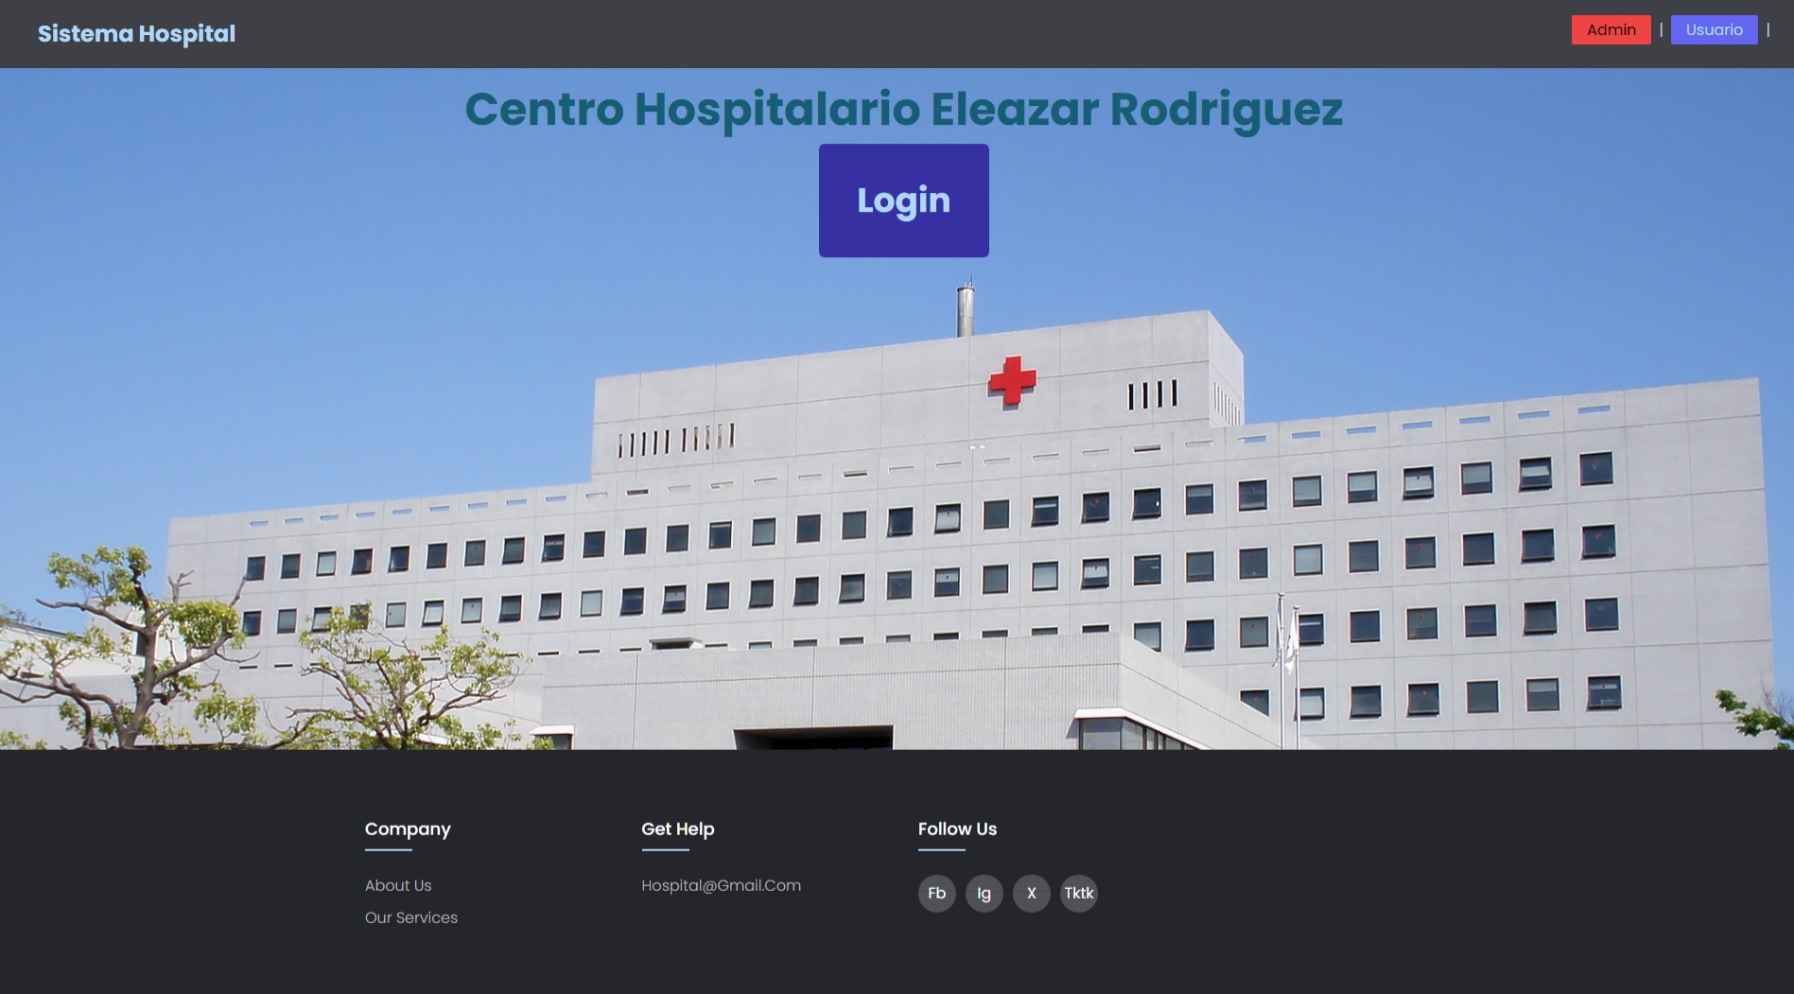 Sistema Hospital
Admin | Usuario |
Centro Hospitalario Eleazar Rodriguez
Login
Company
About Us
Our Services
Get Help
Hospital@Gmail.Com
Follow Us
Fb Ig X Tktk